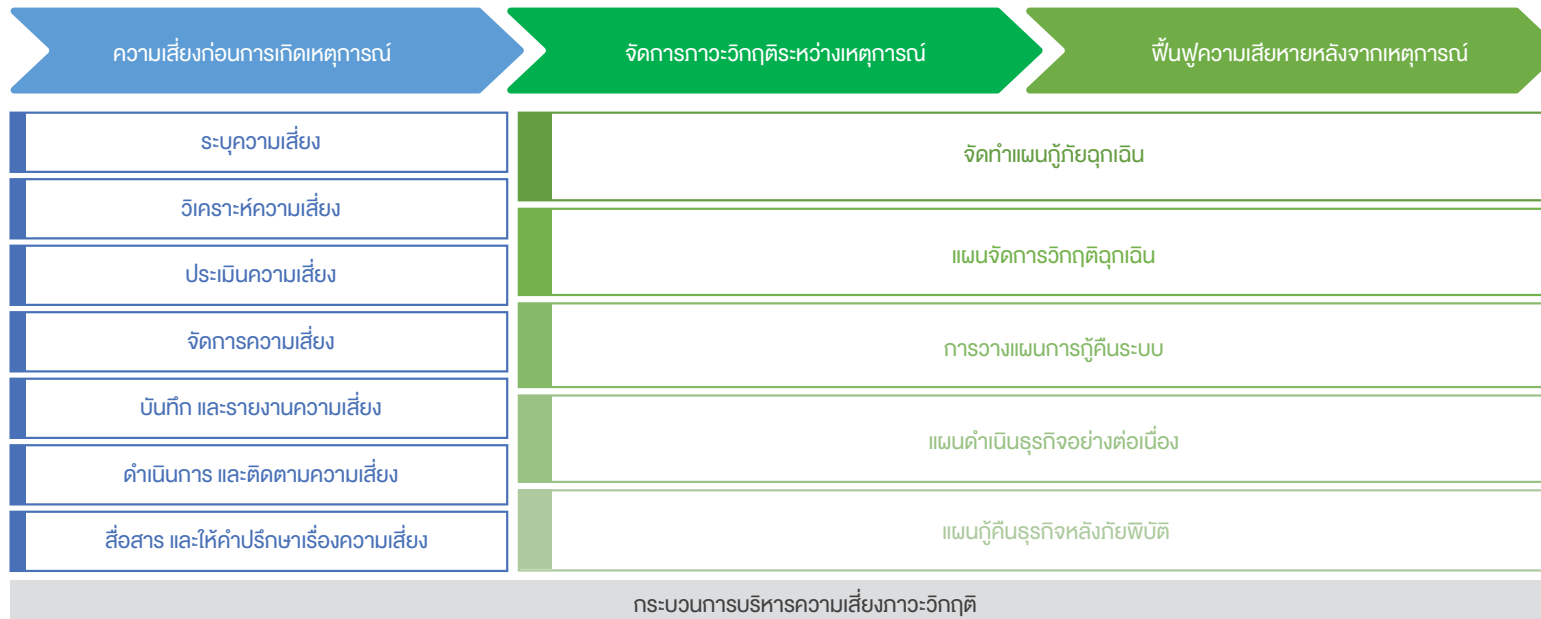 ความเสี่ยงก่อนการเกิดเหตุการณ์
จัดการภาวะวิกฤติระหว่างเหตุการณ์
ฟื้นฟูความเสียหายหลังจากเหตุการณ์
ระบุความเสี่ยง
วิเคราะห์ความเสี่ยง
ประเมินความเสี่ยง
จัดการความเสี่ยง
บันทึก และรายงานความเสี่ยง
ดำเนินการ และติดตามความเสี่ยง
สื่อสาร และให้คำปรึกษาเรื่องความเสี่ยง
จัดทำแผนกู้ภัยฉุกเฉิน
แผนจัดการวิกฤติฉุกเฉิน
การวางแผนการกู้คืนระบบ
แผนดำเนินธุรกิจอย่างต่อเนื่อง
แผนกู้คืนธุรกิจหลังภัยพิบัติ
กระบวนการบริหารความเสี่ยงภาวะวิกฤติ